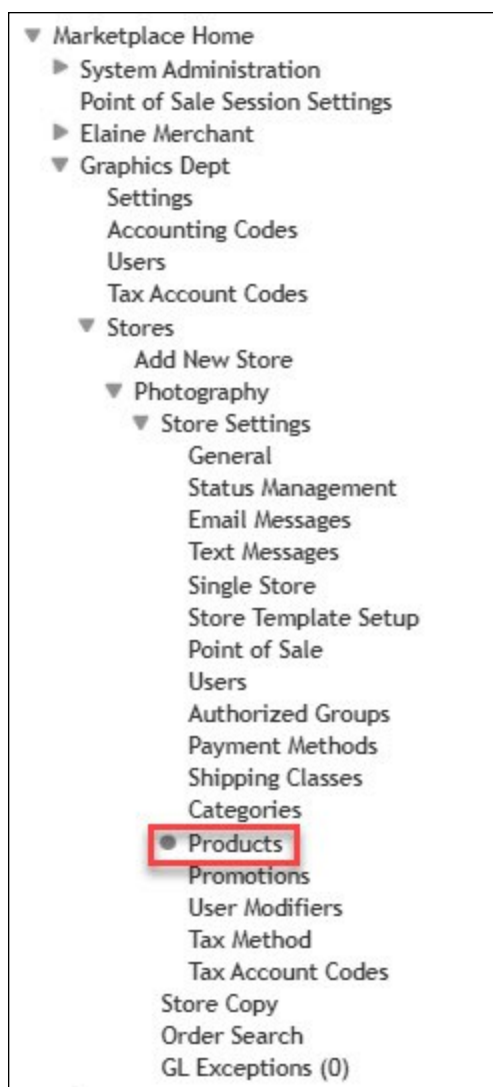 Marketplace Home
System Administration
Point of Sale Session Settings
Elaine Merchant
Graphics Dept
Settings
Accounting Codes
Users
Tax Account Codes
Stores
Add New Store
Photography
Store Settings
General
Status Management
Email Messages
Text Messages
Single Store
Store Template Setup
Point of Sale
Users
Authorized Groups
Payment Methods
Shipping Classes
Categories
Products
Promotions
User Modifiers
Tax Method
Tax Account Codes
Store Copy
Order Search
GL Exceptions (0)